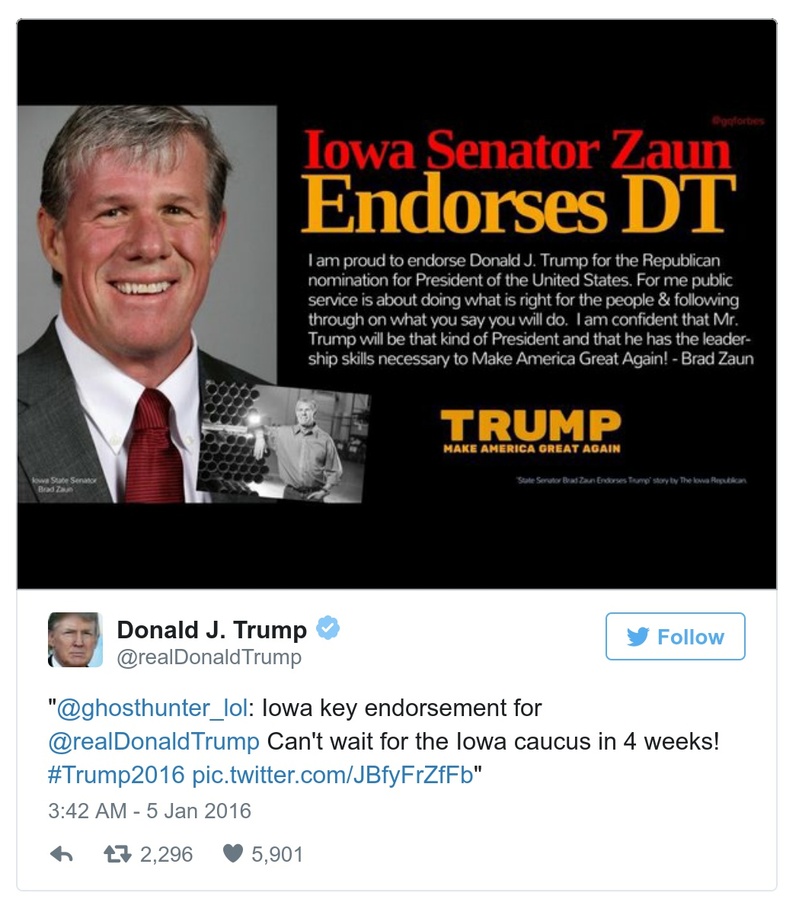 @gqforbes
Iowa Senator Zaun
Endorses DT
I am proud to endorse Donald J. Trump for the Republican
nomination for President of the United States. For me public
service is about doing what is right for the people & following
through on what you say you will do.  I am confident that Mr.
Trump will be that kind of President and that he has the leader-
ship skills necessary to Make America Great Again! - Brad Zaun
TRUMP
MAKE AMERICA GREAT AGAIN
Iowa State Senator
Brad Zaun
"State Senator Brad Zaun Endorses Trump" story by The Iowa Republican.
Donald J. Trump
@realDonaldTrump
Follow
"@ghosthunter_lol: Iowa key endorsement for
@realDonaldTrump Can't wait for the Iowa caucus in 4 weeks!
#Trump2016 pic.twitter.com/JBfyFrZfFb"
3:42 AM - 5 Jan 2016
2,296 5,901